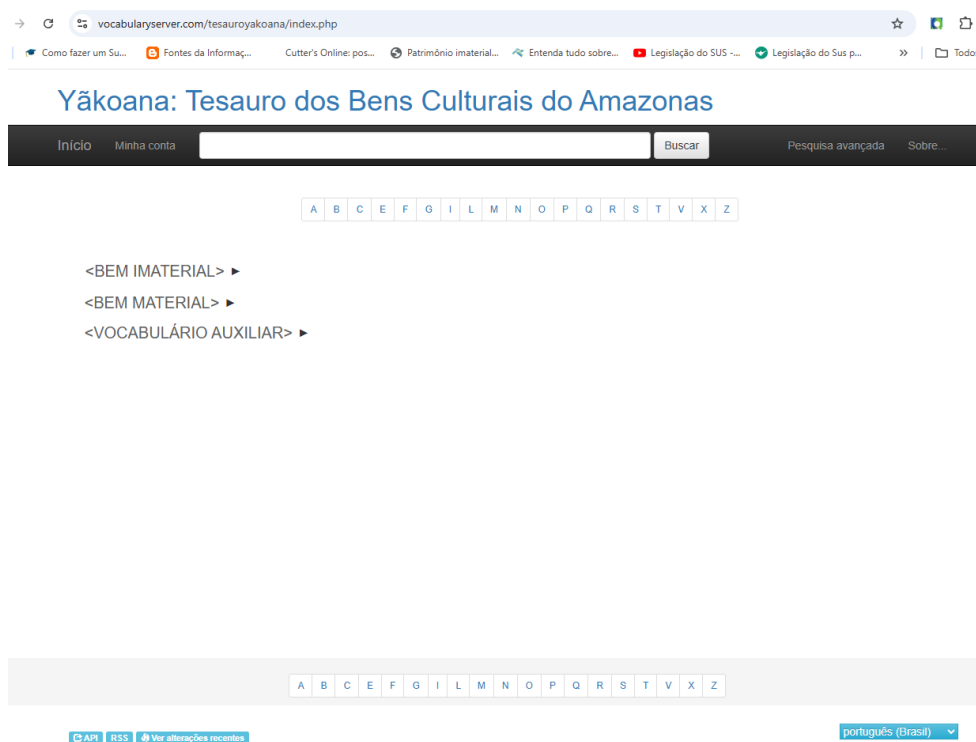 vocabularyserver.com/tesauroyakoana/index.php
Como fazer um Su... Fontes da Informaç... Cutter's Online: pos... Património imaterial... Entenda tudo sobre... Legislação do SUS -... Legislação do Sus p... » Todos
Yãkoana: Tesauro dos Bens Culturais do Amazonas
Início Minha conta Buscar Pesquisa avançada Sobre...
A B C E F G I L M N O P Q R S T V X Z
<BEM IMATERIAL> ►
<BEM MATERIAL> ►
<VOCABULÁRIO AUXILIAR> ►
A B C E F G I L M N O P Q R S T V X Z
API RSS Ver alterações recentes português (Brasil)